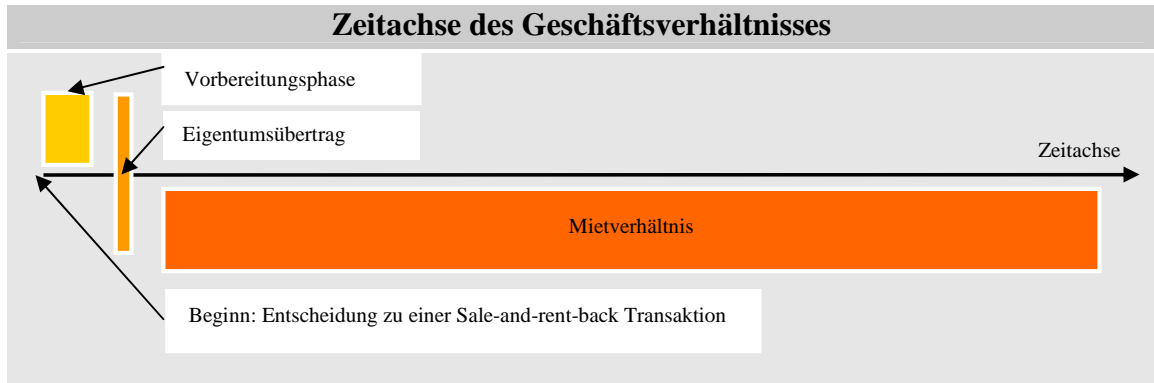 Zeitachse des Geschäftsverhältnisses
Vorbereitungsphase
Eigentumsübertrag
Zeitachse
Mietverhältnis
Beginn: Entscheidung zu einer Sale-and-rent-back Transaktion